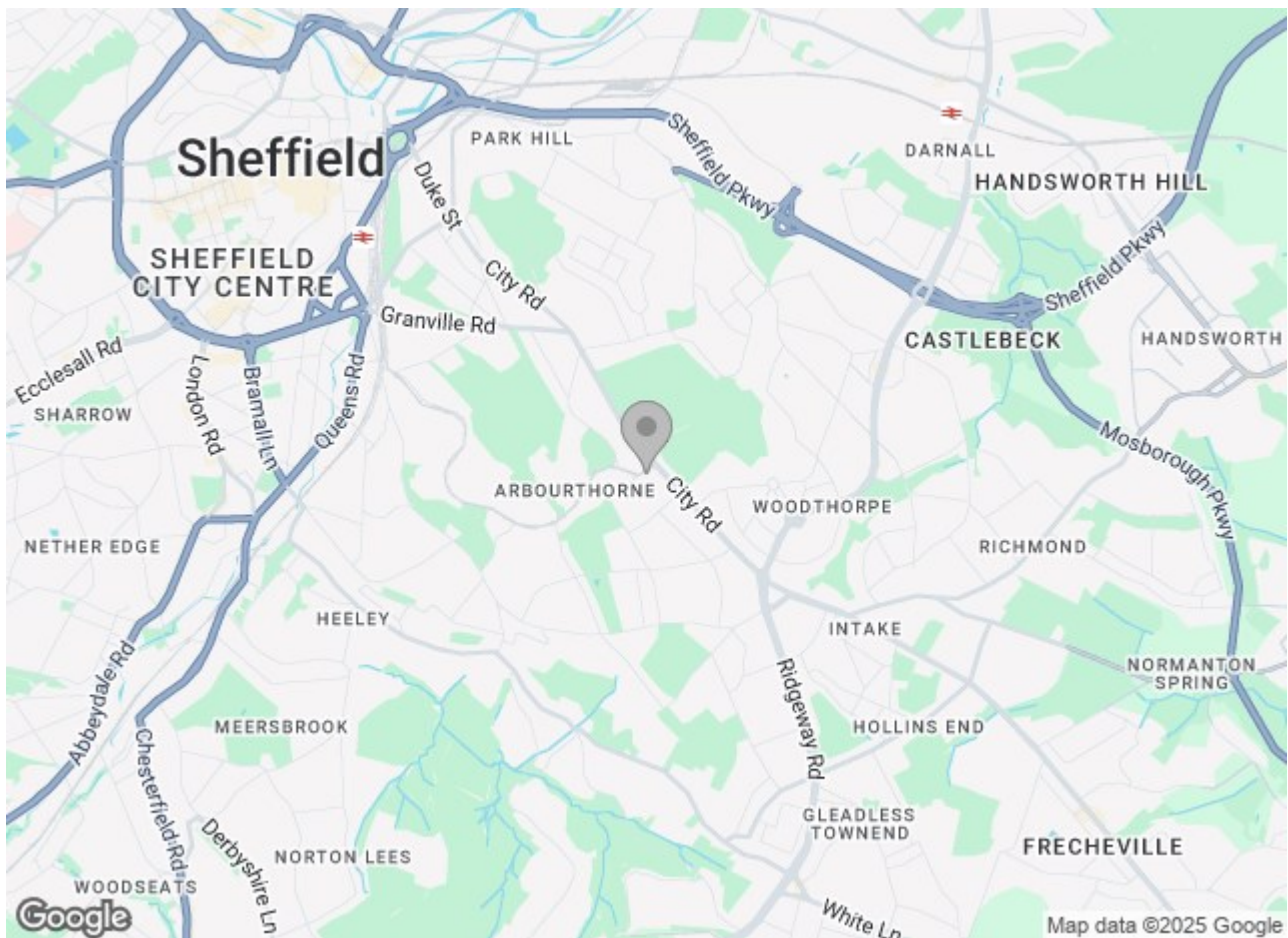 PARK HILL
Sheffield
Duke St
Sheffield Pkwy
DARNALL
HANDSWORTH HILL
SHEFFIELD
CITY CENTRE
City Rd
Sheffield Pkwy
Granville Rd
CASTLEBECK
HANDSWORTH
Ecclesall Rd
London Rd
Bramall Ln
Queens Rd
SHARROW
Mosborough Pkwy
ARBOURTHORNE
City Rd
WOODTHORPE
NETHER EDGE
RICHMOND
HEELEY
INTAKE
Abbeydale Rd
Ridgeway Rd
NORMANTON
SPRING
MEERSBROOK
HOLLINS END
Chesterfield Rd
GLEADLESS
TOWNEND
Derbyshire Ln
NORTON LEES
FRECHEVILLE
WOODSEATS
White Ln
Google
Map data ©2025 Google